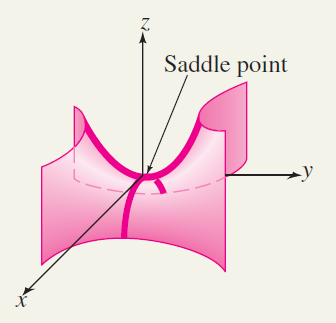 z
Saddle point
y
x